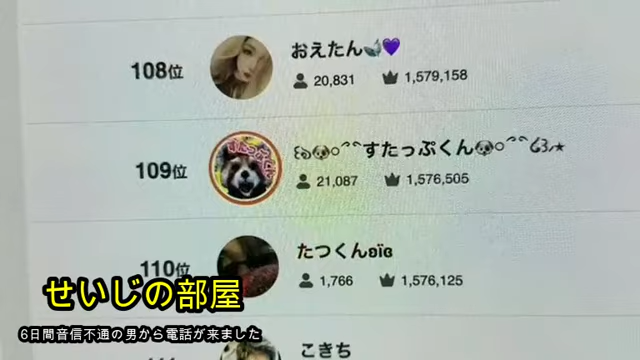 108位
おえたん🐋💜
20,831 1,579,158
109位
すたっぷくん
21,087 1,576,505
110位
たつくんʚïɞ
1,766 1,576,125
こきち
せいじの部屋
6日間音信不通の男から電話が来ました